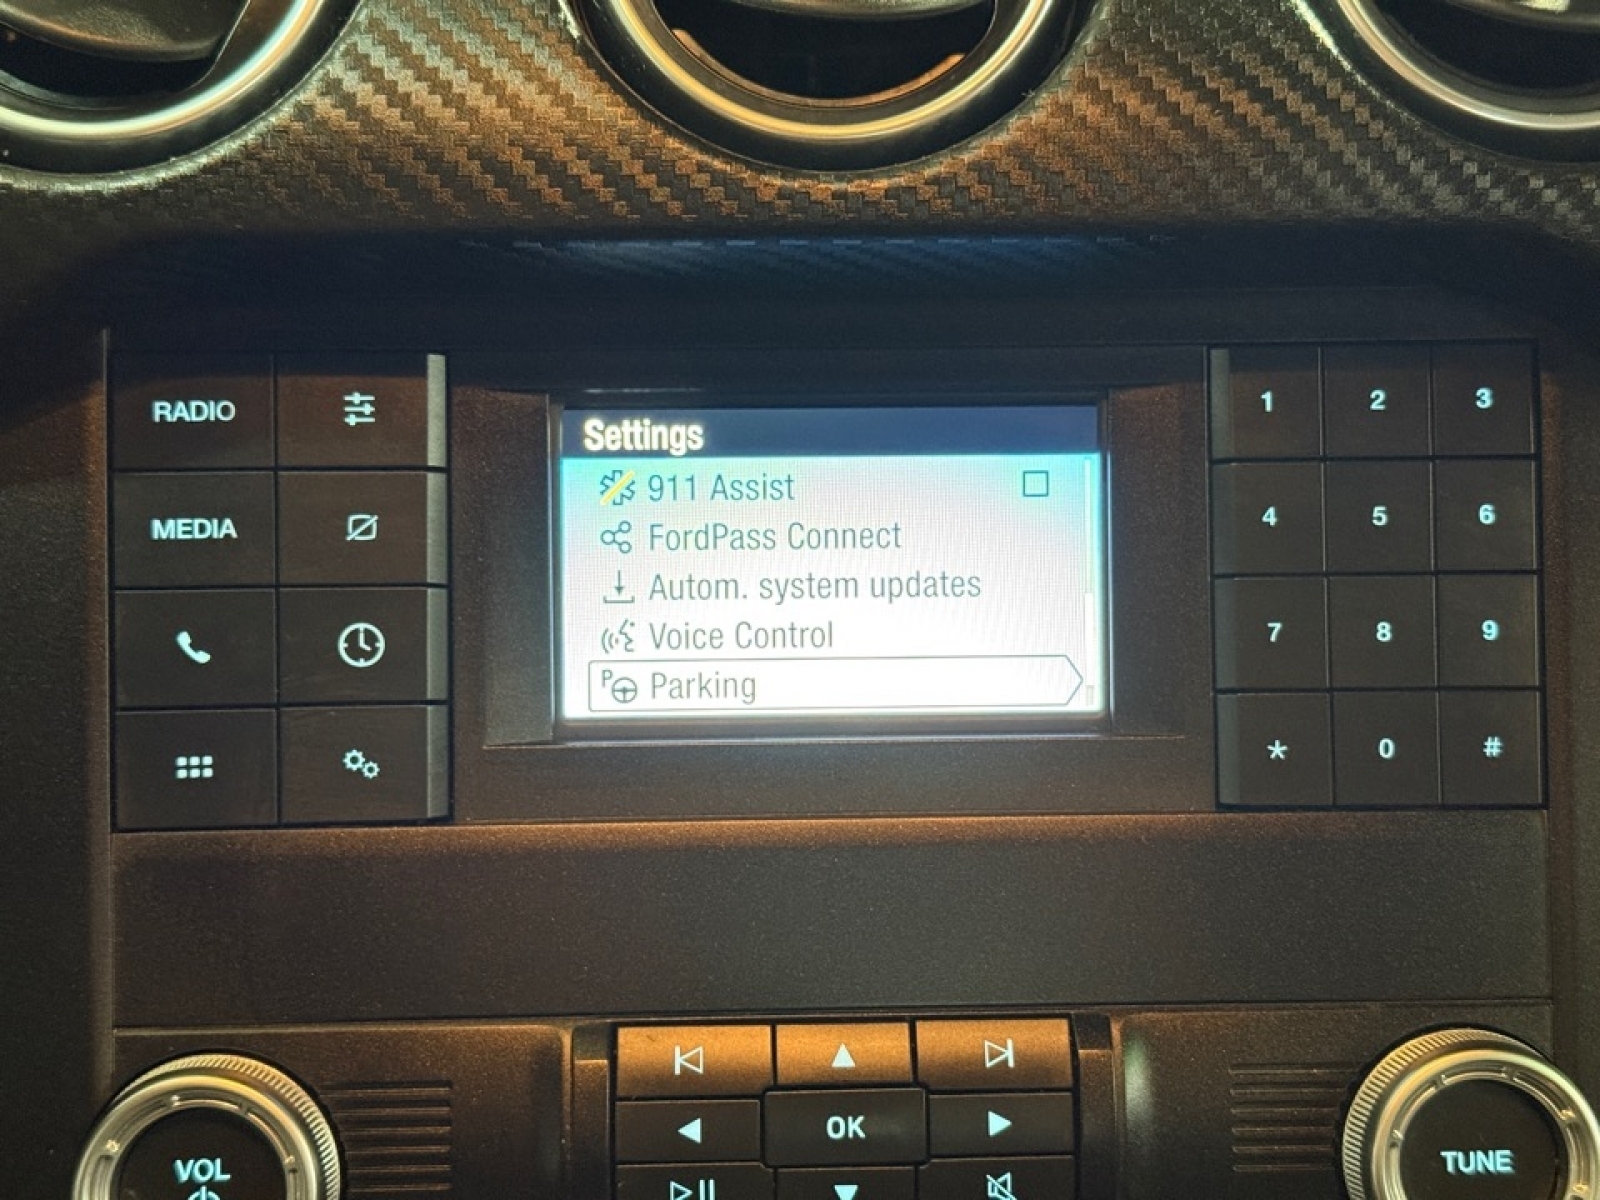 RADIO
MEDIA
Settings
911 Assist
FordPass Connect
Autom. system updates
Voice Control
P Parking
1 2 3
4 5 6
7 8 9
* 0 #
OK
VOL
TUNE